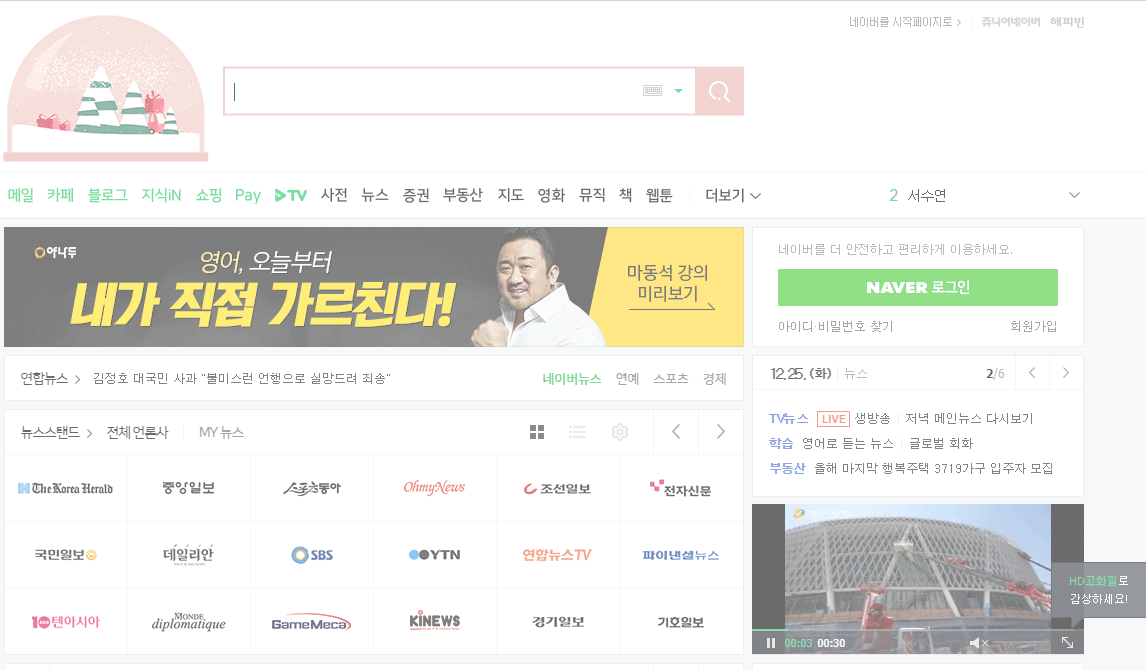 네이버를 시작페이지로 > 쥬니어네이버 해피빈
메일 카페 블로그 지식iN 쇼핑 Pay TV 사전 뉴스 증권 부동산 지도 영화 뮤직 책 웹툰 더보기
2 서수연
야나두
영어, 오늘부터
내가 직접 가르친다!
마동석 강의
미리보기
네이버를 더 안전하고 편리하게 이용하세요.
NAVER 로그인
아이디·비밀번호 찾기 회원가입
연합뉴스 > 김정호 대국민 사과 "불미스런 언행으로 실망드려 죄송" 네이버뉴스 연예 스포츠 경제
12.25. (화) 뉴스 2/6
뉴스스탠드 > 전체언론사 MY 뉴스
TV뉴스 LIVE 생방송 저녁 메인뉴스 다시보기
학습 영어로 듣는 뉴스 글로벌 회화
부동산 올해 마지막 행복주택 3719가구 입주자 모집
The Korea Herald 중앙일보 스포츠동아 OhmyNews 조선일보 전자신문
국민일보 데일리안 SBS YTN 연합뉴스TV 파이낸셜뉴스
10 텐아시아 LE MONDE diplomatique GameMeca KiNEWS 경기일보 기호일보
HD고화질로
감상하세요!
00:03 00:30